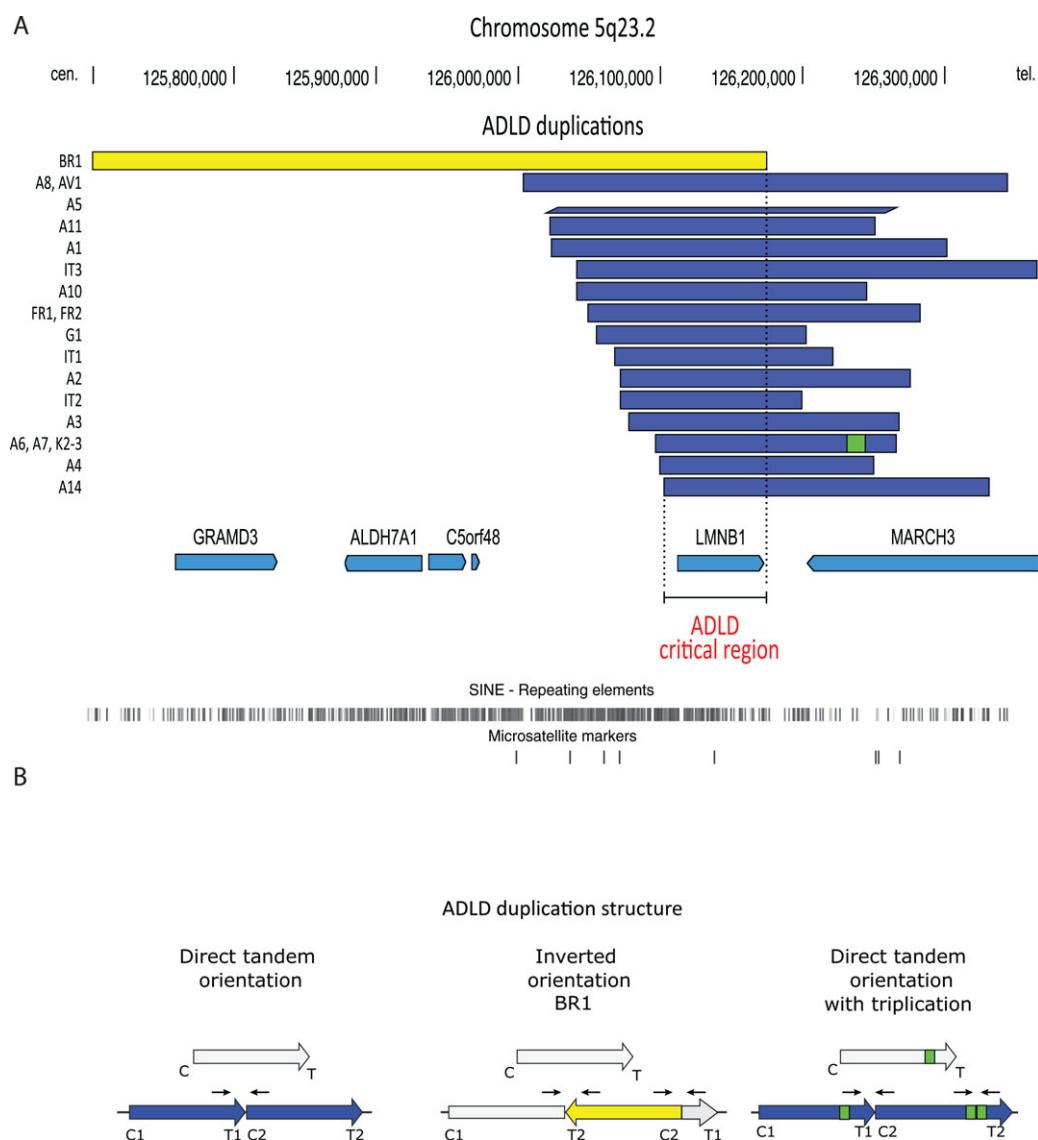 A
Chromosome 5q23.2
cen. 125,800,000 125,900,000 126,000,000 126,100,000 126,200,000 126,300,000 tel.
ADLD duplications
BR1
A8, AV1
A5
A11
A1
IT3
A10
FR1, FR2
G1
IT1
A2
IT2
A3
A6, A7, K2-3
A4
A14
GRAMD3 ALDH7A1 C5orf48 LMNB1 MARCH3
ADLD
critical region
SINE - Repeating elements
Microsatellite markers
B
ADLD duplication structure
Direct tandem
orientation
Inverted
orientation
BR1
Direct tandem
orientation
with triplication
C T C T C T
C1 T1 C2 T2 C1 T2 C2 T1 C1 T1 C2 T2